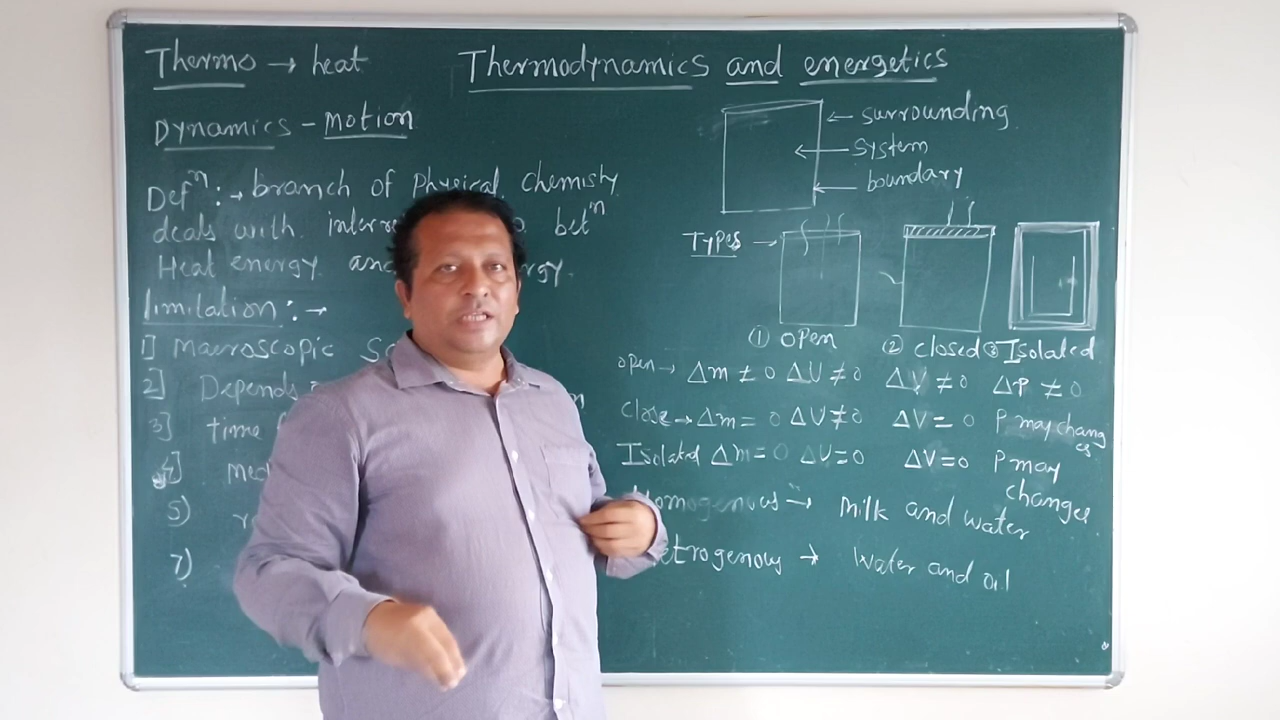 Thermo → heat
Thermodynamics and energetics
Dynamics - Motion
Defⁿ: → branch of Physical chemistry
deals with betⁿ
Heat energy
limilation : →
1] Macroscopic
2] Depends
3] time
4]
5)
7)
← surrounding
← system
← boundary
Types →
① open
② closed
③ Isolated
open → Δm ≠ 0 ΔU ≠ 0 ΔV ≠ 0 ΔP ≠ 0
Close → Δm = 0 ΔU ≠ 0 ΔV = 0 P may changes
Isolated Δm = 0 ΔU = 0 ΔV = 0 P may
changes
Homogenous → Milk and water
→ Water and oil